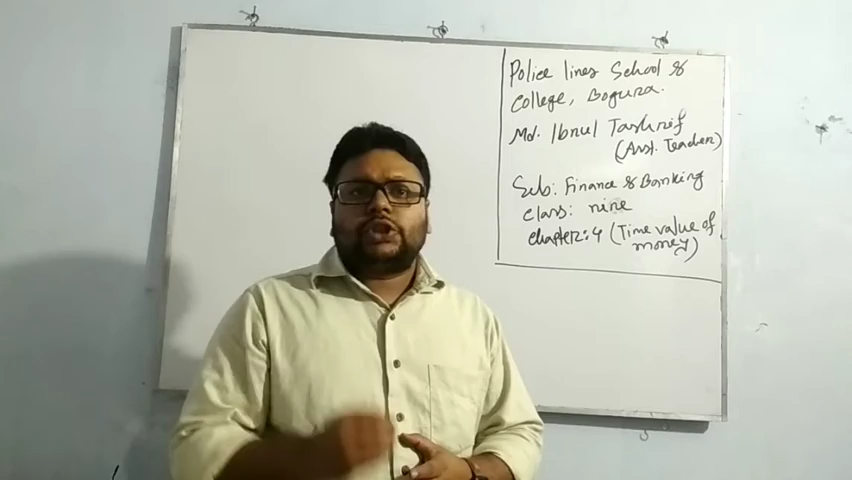 Police lines School &
College, Bogura.
Md. Ibnul Tashrif
(Asst. Teacher)
Sub: Finance & Banking
Class: nine
Chapter: 4 (Time value of
money)